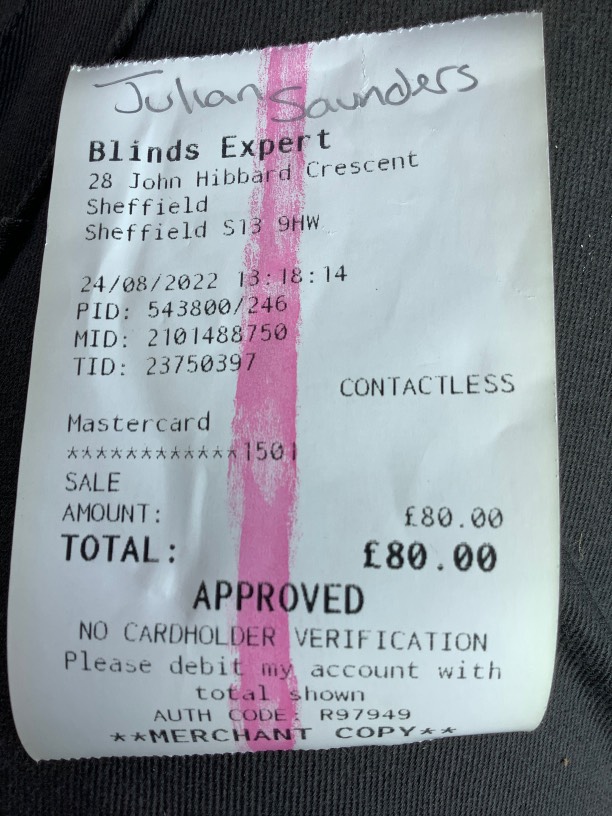 Julian Saunders
Blinds Expert
28 John Hibbard Crescent
Sheffield
Sheffield S13 9HW
24/08/2022 13:18:14
PID: 543800/246
MID: 2101488750
TID: 23750397
CONTACTLESS
Mastercard
************1501
SALE
AMOUNT: £80.00
TOTAL: £80.00
APPROVED
NO CARDHOLDER VERIFICATION
Please debit my account with
total shown
AUTH CODE: R97949
**MERCHANT COPY**